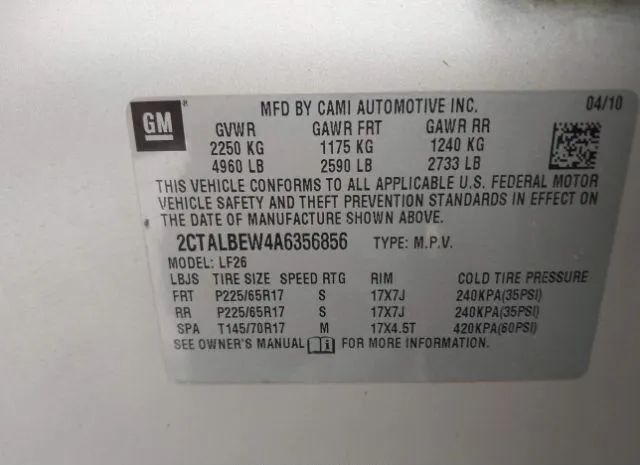 GM MFD BY CAMI AUTOMOTIVE INC. 04/10
GVWR GAWR FRT GAWR RR
2250 KG 1175 KG 1240 KG
4960 LB 2590 LB 2733 LB
THIS VEHICLE CONFORMS TO ALL APPLICABLE U.S. FEDERAL MOTOR
VEHICLE SAFETY AND THEFT PREVENTION STANDARDS IN EFFECT ON
THE DATE OF MANUFACTURE SHOWN ABOVE.
2CTALBEW4A6356856 TYPE: M.P.V.
MODEL: LF26
LBJS TIRE SIZE SPEED RTG RIM COLD TIRE PRESSURE
FRT P225/65R17 S 17X7J 240KPA(35PSI)
RR P225/65R17 S 17X7J 240KPA(35PSI)
SPA T145/70R17 M 17X4.5T 420KPA(60PSI)
SEE OWNER'S MANUAL FOR MORE INFORMATION.